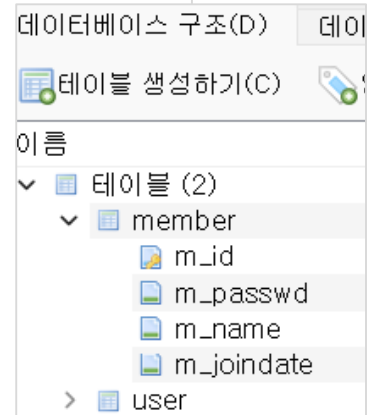 데이터베이스 구조(D) 데이
테이블 생성하기(C)
이름
테이블 (2)
member
m_id
m_passwd
m_name
m_joindate
user